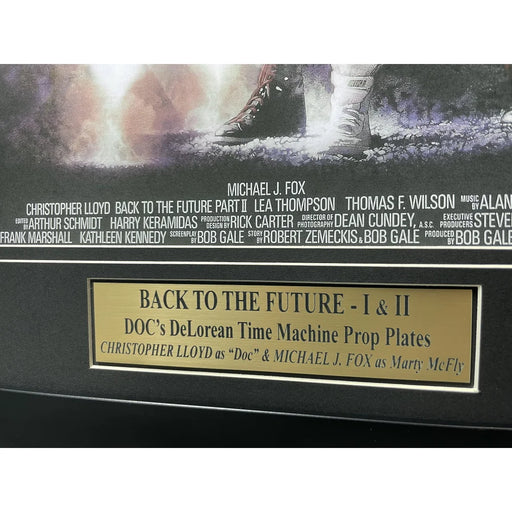 MICHAEL J. FOX
CHRISTOPHER LLOYD BACK TO THE FUTURE PART II LEA THOMPSON THOMAS F. WILSON MUSIC BY ALAN
EDITED BY ARTHUR SCHMIDT HARRY KERAMIDAS PRODUCTION DESIGN BY RICK CARTER DIRECTOR OF PHOTOGRAPHY DEAN CUNDEY, A.S.C. EXECUTIVE PRODUCERS STEVE
FRANK MARSHALL KATHLEEN KENNEDY SCREENPLAY BY BOB GALE STORY BY ROBERT ZEMECKIS & BOB GALE PRODUCED BY BOB GALE
BACK TO THE FUTURE - I & II
DOC's DeLorean Time Machine Prop Plates
CHRISTOPHER LLOYD as "Doc" & MICHAEL J. FOX as Marty McFly